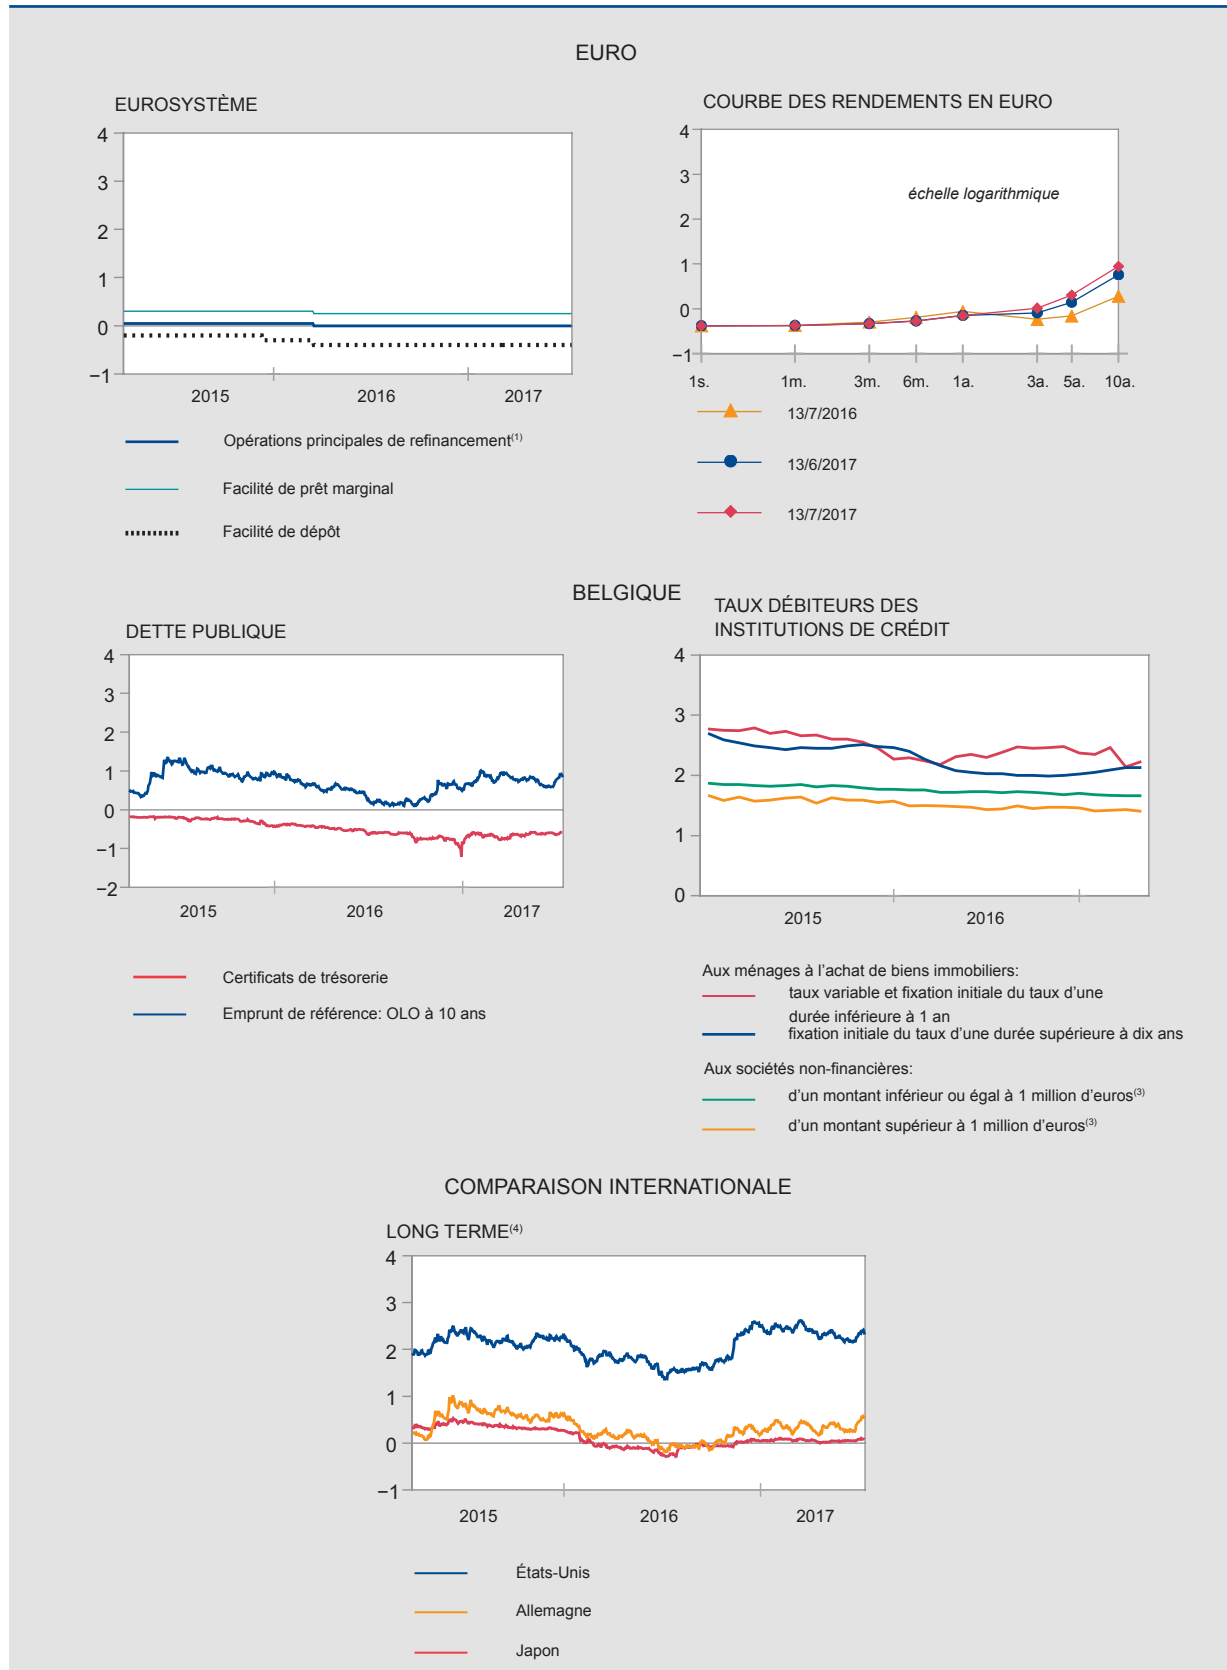 EURO
EUROSYSTÈME
4
3
2
1
0
−1
2015 2016 2017
Opérations principales de refinancement(1)
Facilité de prêt marginal
Facilité de dépôt
COURBE DES RENDEMENTS EN EURO
4
3
2
1
0
−1
échelle logarithmique
1s. 1m. 3m. 6m. 1a. 3a. 5a. 10a.
13/7/2016
13/6/2017
13/7/2017
BELGIQUE
DETTE PUBLIQUE
4
3
2
1
0
−1
−2
2015 2016 2017
Certificats de trésorerie
Emprunt de référence: OLO à 10 ans
TAUX DÉBITEURS DES
INSTITUTIONS DE CRÉDIT
4
3
2
1
0
2015 2016
Aux ménages à l'achat de biens immobiliers:
taux variable et fixation initiale du taux d'une
durée inférieure à 1 an
fixation initiale du taux d'une durée supérieure à dix ans
Aux sociétés non-financières:
d'un montant inférieur ou égal à 1 million d'euros(3)
d'un montant supérieur à 1 million d'euros(3)
COMPARAISON INTERNATIONALE
LONG TERME(4)
4
3
2
1
0
−1
2015 2016 2017
États-Unis
Allemagne
Japon